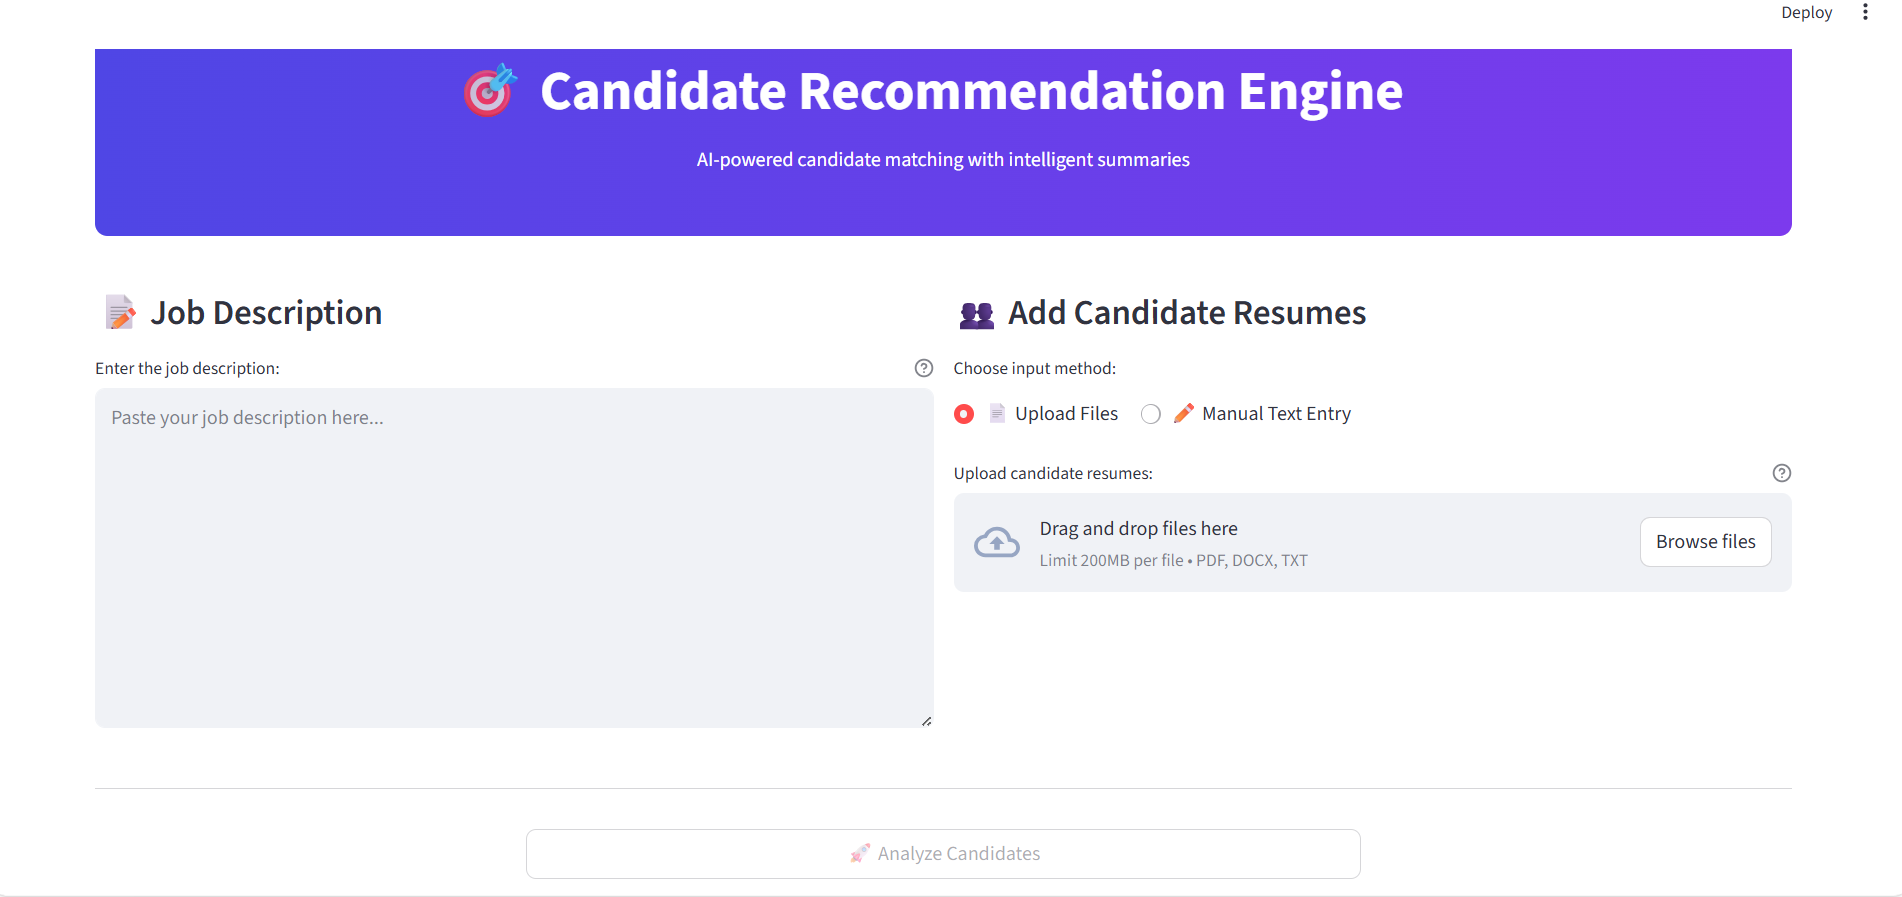 Deploy
Candidate Recommendation Engine
AI-powered candidate matching with intelligent summaries
Job Description
Enter the job description:
Paste your job description here...
Add Candidate Resumes
Choose input method:
Upload Files
Manual Text Entry
Upload candidate resumes:
Drag and drop files here
Limit 200MB per file • PDF, DOCX, TXT
Browse files
Analyze Candidates